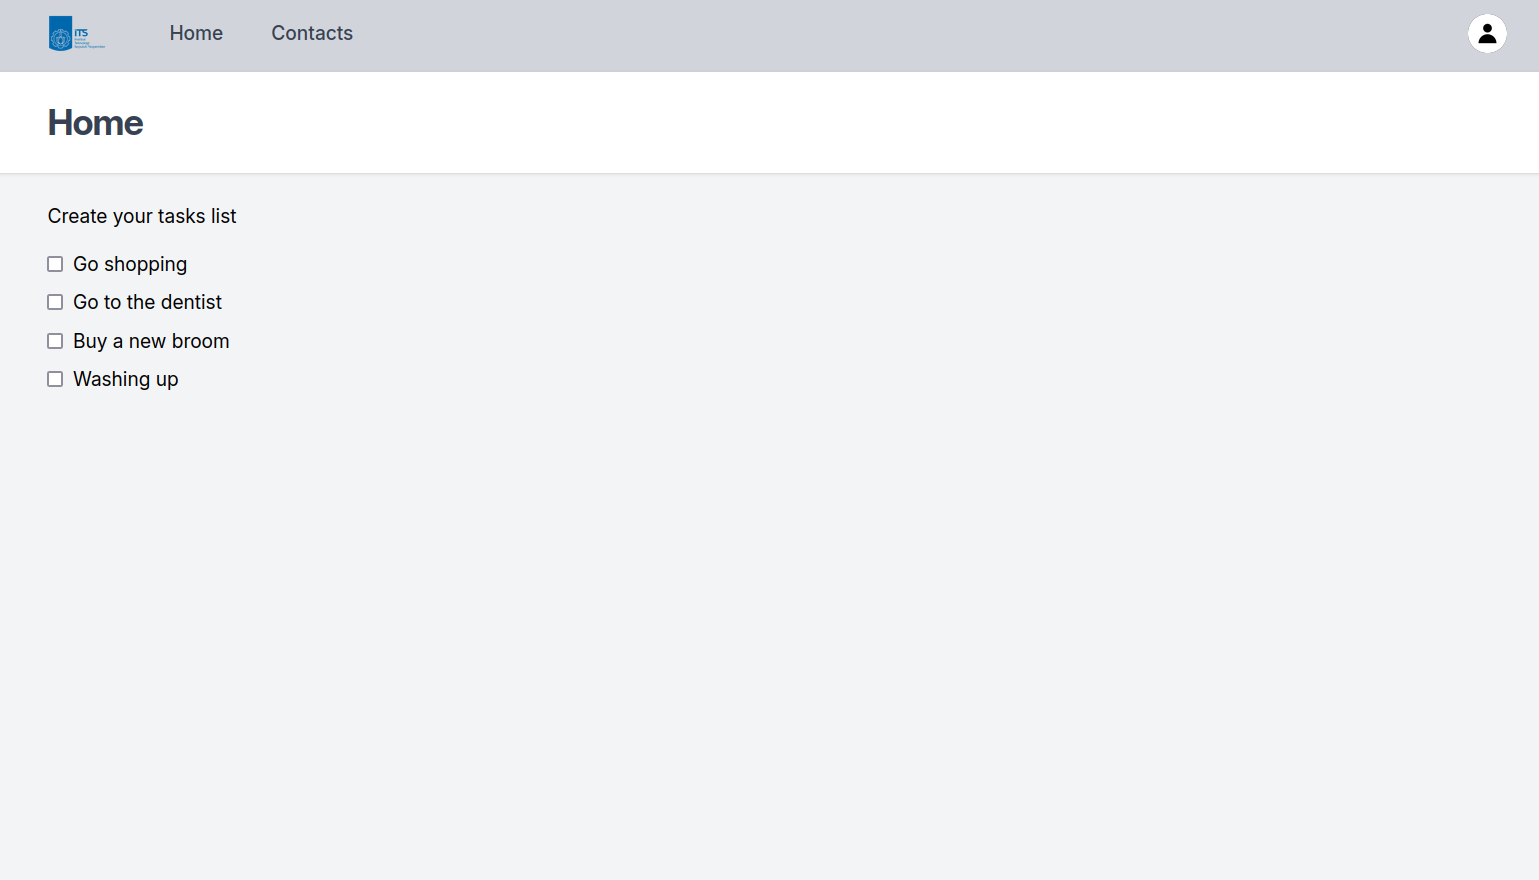 ITS
Home
Contacts
Home
Create your tasks list
Go shopping
Go to the dentist
Buy a new broom
Washing up